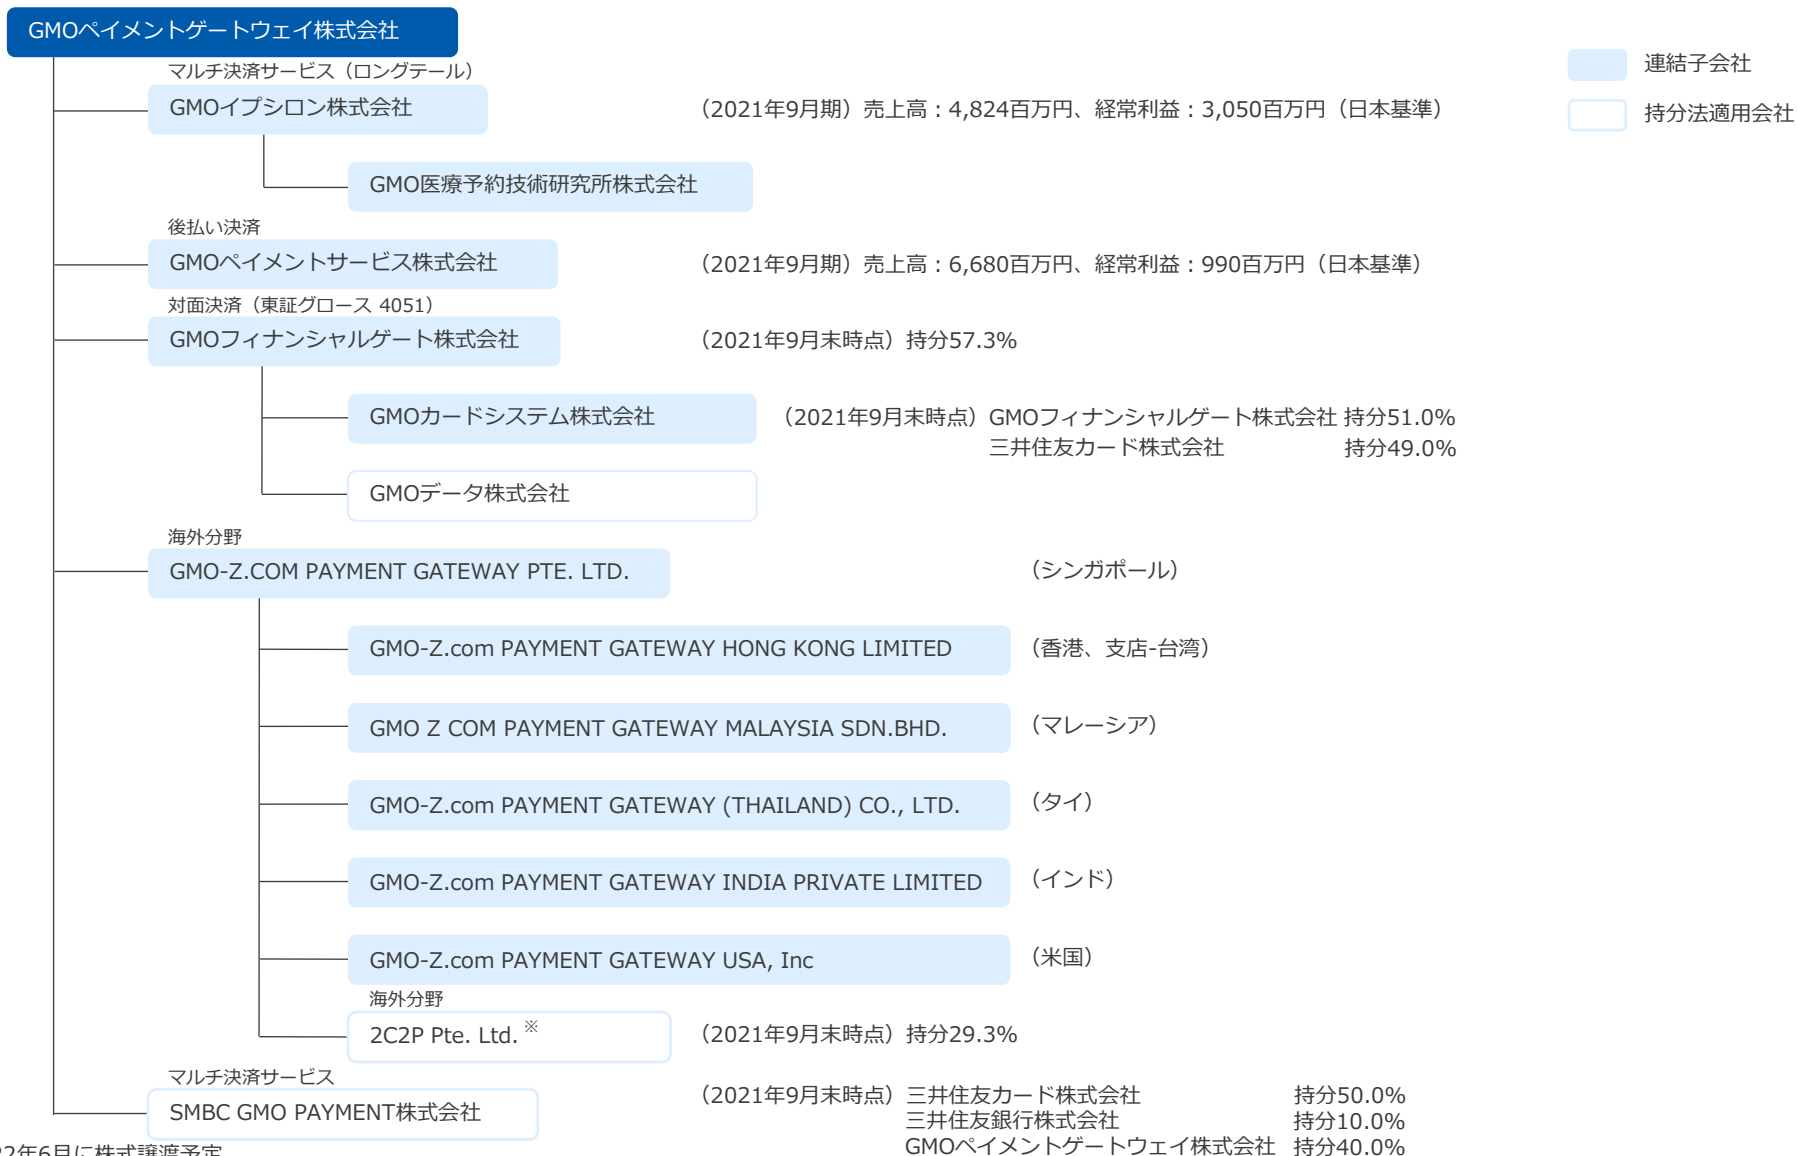 GMOペイメントゲートウェイ株式会社
連結子会社
持分法適用会社
マルチ決済サービス（ロングテール）
GMOイプシロン株式会社
（2021年9月期）売上高：4,824百万円、経常利益：3,050百万円（日本基準）
GMO医療予約技術研究所株式会社
後払い決済
GMOペイメントサービス株式会社
（2021年9月期）売上高：6,680百万円、経常利益：990百万円（日本基準）
対面決済（東証グロース 4051）
GMOフィナンシャルゲート株式会社
（2021年9月末時点）持分57.3%
GMOカードシステム株式会社
（2021年9月末時点）GMOフィナンシャルゲート株式会社 持分51.0%
三井住友カード株式会社 持分49.0%
GMOデータ株式会社
海外分野
GMO-Z.COM PAYMENT GATEWAY PTE. LTD.
（シンガポール）
GMO-Z.com PAYMENT GATEWAY HONG KONG LIMITED
（香港、支店-台湾）
GMO Z COM PAYMENT GATEWAY MALAYSIA SDN.BHD.
（マレーシア）
GMO-Z.com PAYMENT GATEWAY (THAILAND) CO., LTD.
（タイ）
GMO-Z.com PAYMENT GATEWAY INDIA PRIVATE LIMITED
（インド）
GMO-Z.com PAYMENT GATEWAY USA, Inc
（米国）
海外分野
2C2P Pte. Ltd.※
（2021年9月末時点）持分29.3%
マルチ決済サービス
SMBC GMO PAYMENT株式会社
（2021年9月末時点）三井住友カード株式会社 持分50.0%
三井住友銀行株式会社 持分10.0%
GMOペイメントゲートウェイ株式会社 持分40.0%
2年6月に株式譲渡予定